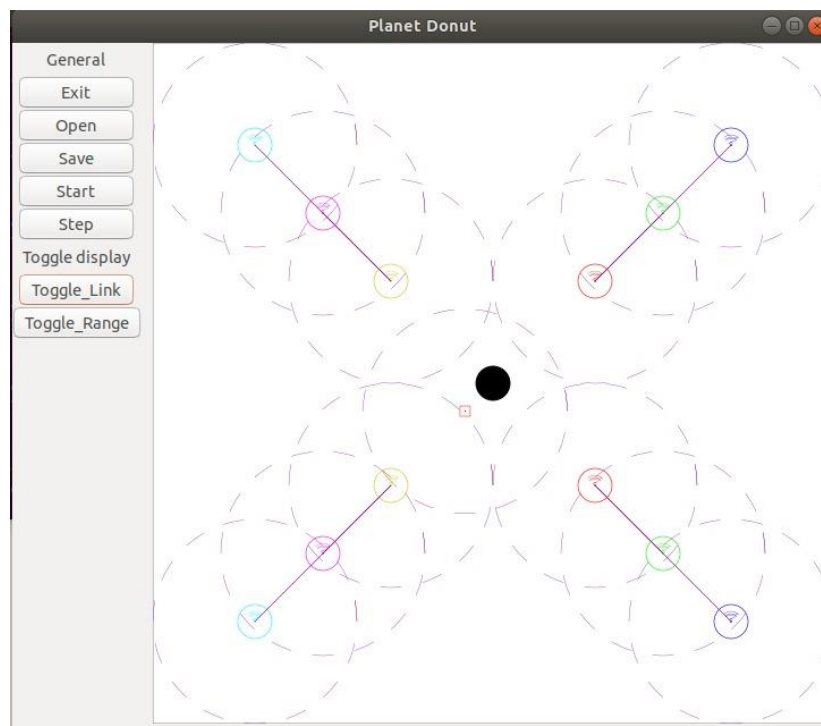 Planet Donut
General
Exit
Open
Save
Start
Step
Toggle display
Toggle_Link
Toggle_Range